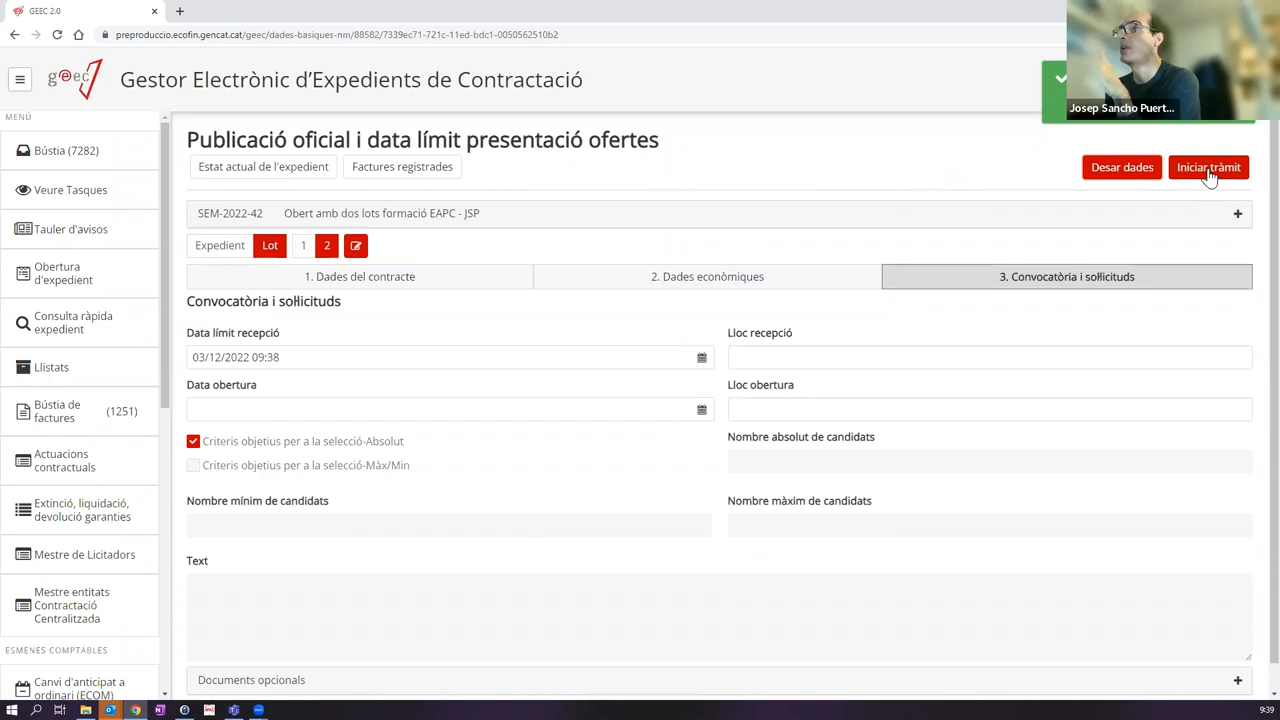 GEEC 2.0
preproduccio.ecofin.gencat.cat/geec/dades-basiques-nm/88582/7339ec71-721c-11ed-bdc1-0050562510b2
geec
Gestor Electrònic d'Expedients de Contractació
Josep Sancho Puert...
MENÚ
Bústia (7282)
Veure Tasques
Tauler d'avisos
Obertura
d'expedient
Consulta ràpida
expedient
Llistats
Bústia de
factures
(1251)
Actuacions
contractuals
Extinció, liquidació,
devolució garanties
Mestre de Licitadors
Mestre entitats
Contractació
Centralitzada
ESMENES COMPTABLES
Canvi d'anticipat a
ordinari (ECOM)
Publicació oficial i data límit presentació ofertes
Estat actual de l'expedient
Factures registrades
Desar dades
Iniciar tràmit
SEM-2022-42 Obert amb dos lots formació EAPC - JSP
Expedient Lot 1 2
1. Dades del contracte
2. Dades econòmiques
3. Convocatòria i sol·licituds
Convocatòria i sol·licituds
Data límit recepció
Lloc recepció
03/12/2022 09:38
Data obertura
Lloc obertura
Criteris objetius per a la selecció-Absolut
Nombre absolut de candidats
Criteris objetius per a la selecció-Màx/Min
Nombre mínim de candidats
Nombre màxim de candidats
Text
Documents opcionals
9:39